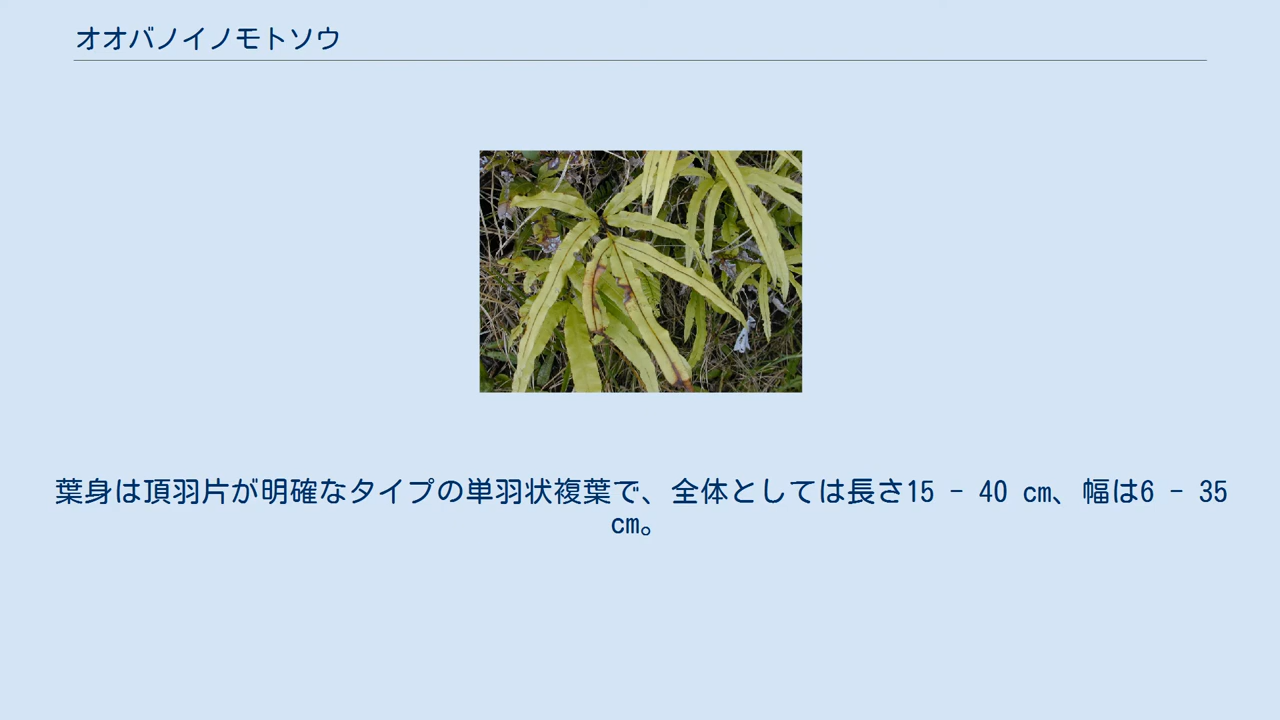 オオバノイノモトソウ
葉身は頂羽片が明確なタイプの単羽状複葉で、全体としては長さ15 - 40 cm、幅は6 - 35
cm。